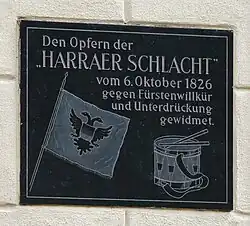 Den Opfern der
„HARRAER SCHLACHT"
vom 6. Oktober 1826
gegen Fürstenwillkür
und Unterdrückung
gewidmet.